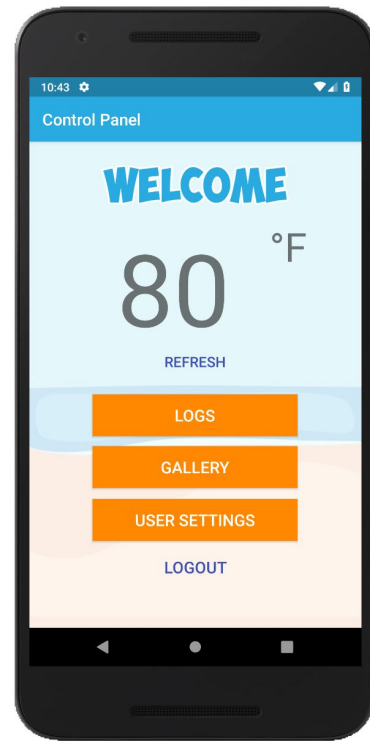 10:43
Control Panel
WELCOME
°F
80
REFRESH
LOGS
GALLERY
USER SETTINGS
LOGOUT